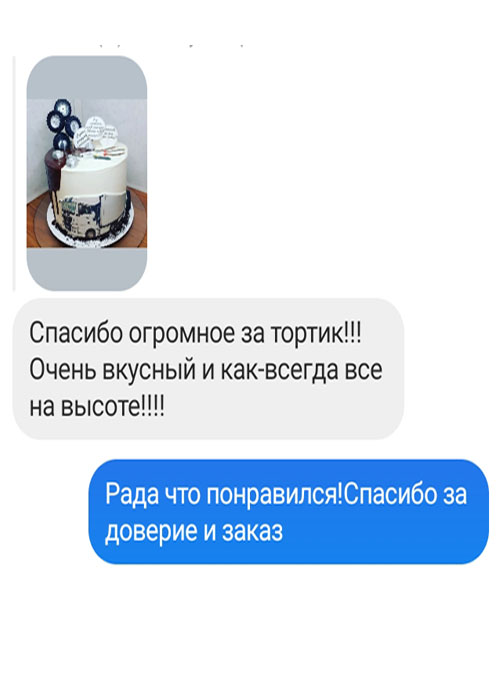 Спасибо огромное за тортик!!!
Очень вкусный и как-всегда все
на высоте!!!!
Рада что понравился!Спасибо за
доверие и заказ